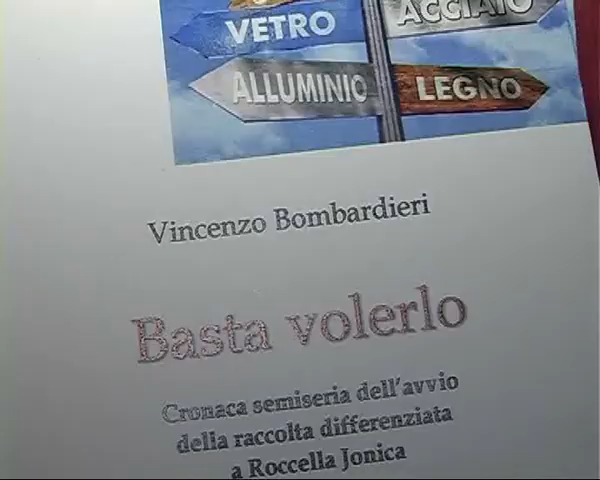 VETRO
ACCIAIO
ALLUMINIO
LEGNO
Vincenzo Bombardieri
Basta volerlo
Cronaca semiseria dell'avvio
della raccolta differenziata
a Roccella Jonica